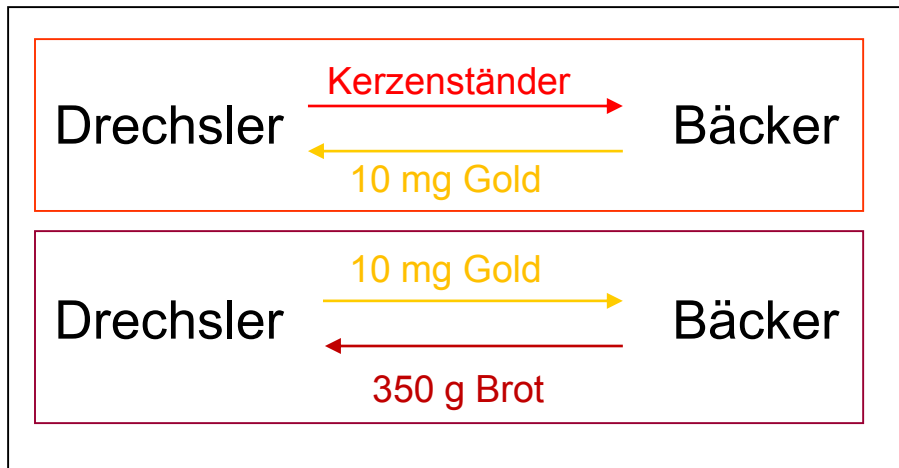 Kerzenständer
Drechsler Bäcker
10 mg Gold
10 mg Gold
Drechsler Bäcker
350 g Brot